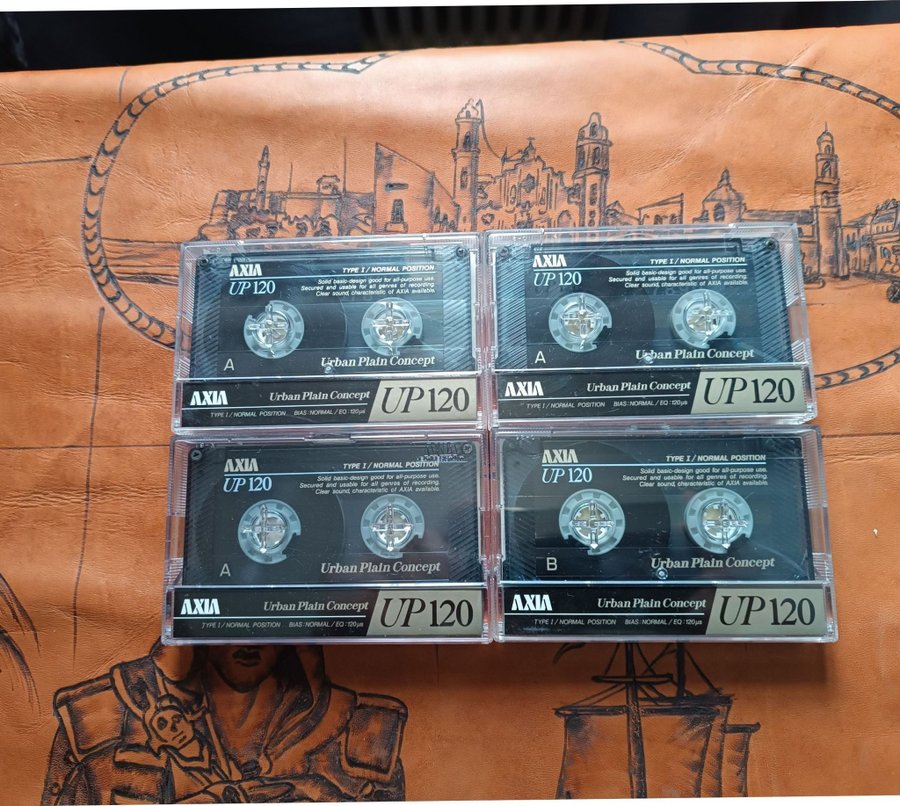 AXIA
TYPE I / NORMAL POSITION
UP 120
Solid basic-design good for all-purpose use.
Secured and usable for all genres of recording.
Clear sound, characteristic of AXIA available.
A
Urban Plain Concept
AXIA
Urban Plain Concept
UP 120
TYPE I / NORMAL POSITION
BIAS : NORMAL / EQ : 120μs
AXIA
TYPE I / NORMAL POSITION
UP 120
Solid basic-design good for all-purpose use.
Secured and usable for all genres of recording.
Clear sound, characteristic of AXIA available.
A
Urban Plain Concept
AXIA
Urban Plain Concept
UP 120
TYPE I / NORMAL POSITION
BIAS : NORMAL / EQ : 120μs
AXIA
TYPE I / NORMAL POSITION
UP 120
Solid basic-design good for all-purpose use.
Secured and usable for all genres of recording.
Clear sound, characteristic of AXIA available.
A
Urban Plain Concept
AXIA
Urban Plain Concept
UP 120
TYPE I / NORMAL POSITION
BIAS : NORMAL / EQ : 120μs
AXIA
TYPE I / NORMAL POSITION
UP 120
Solid basic-design good for all-purpose use.
Secured and usable for all genres of recording.
Clear sound, characteristic of AXIA available.
B
Urban Plain Concept
AXIA
Urban Plain Concept
UP 120
TYPE I / NORMAL POSITION
BIAS : NORMAL / EQ : 120μs